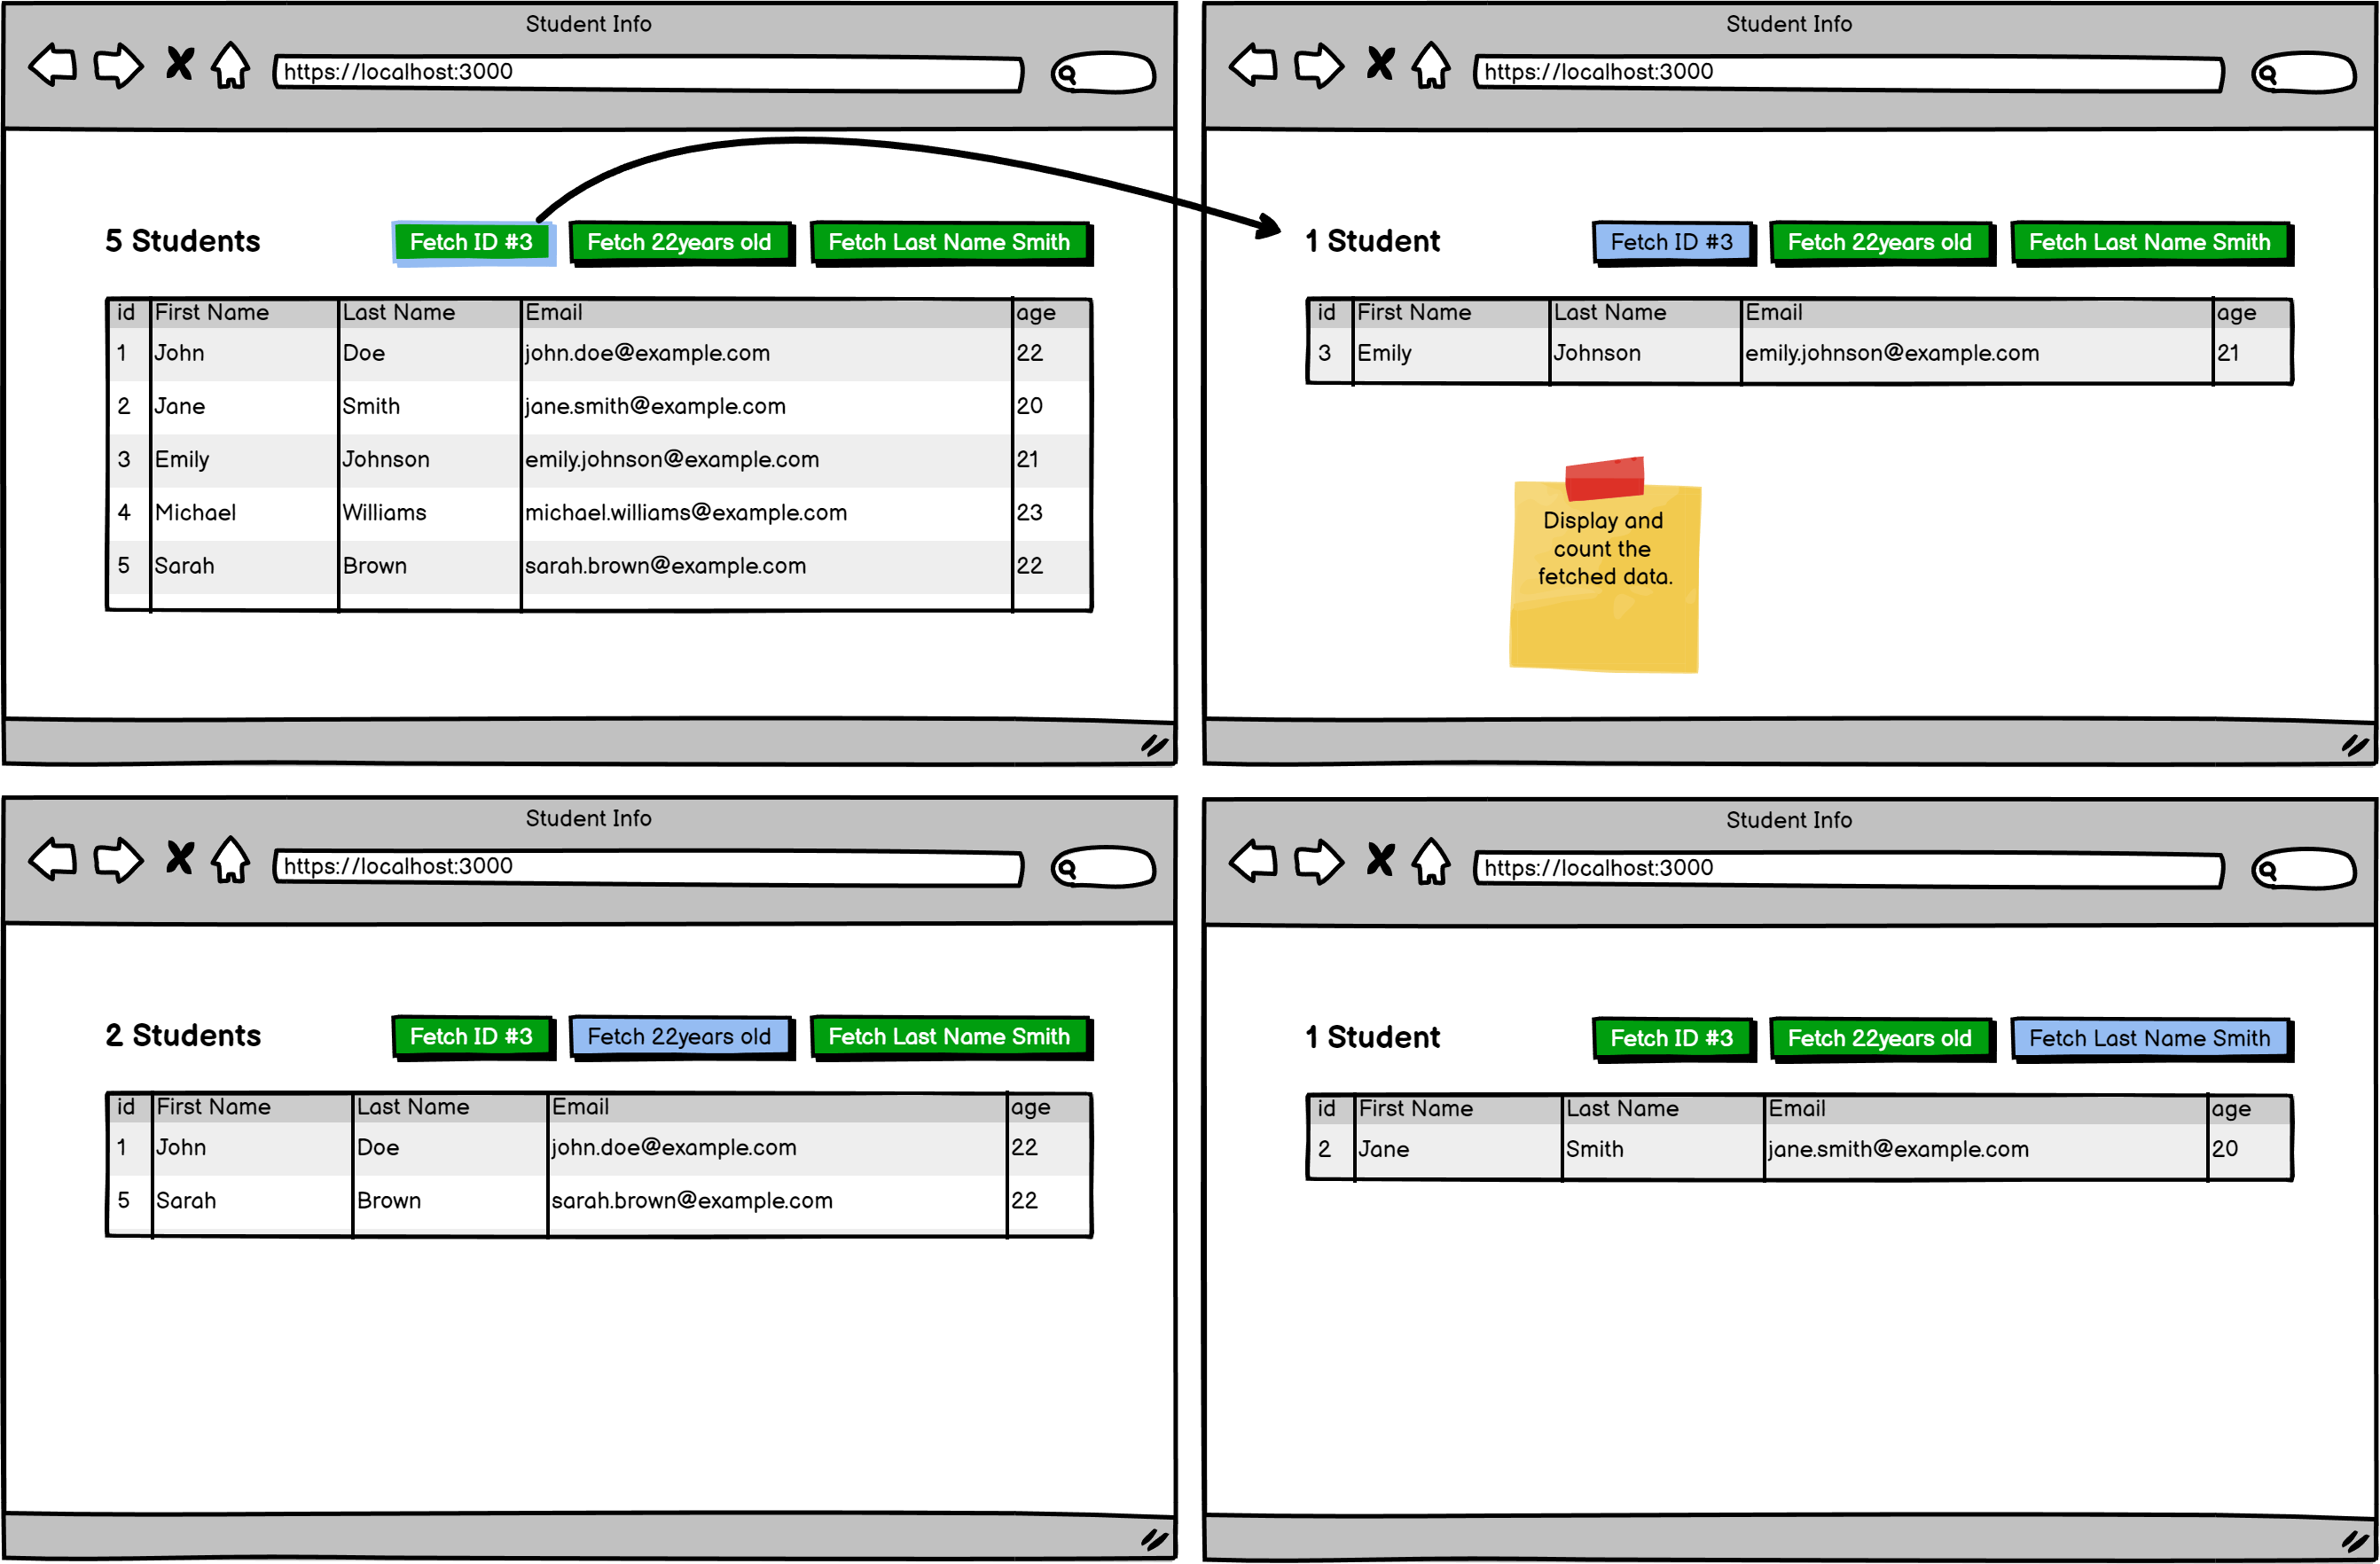 Student Info
https://localhost:3000
5 Students Fetch ID #3 Fetch 22years old Fetch Last Name Smith
id First Name Last Name Email age
1 John Doe john.doe@example.com 22
2 Jane Smith jane.smith@example.com 20
3 Emily Johnson emily.johnson@example.com 21
4 Michael Williams michael.williams@example.com 23
5 Sarah Brown sarah.brown@example.com 22
Student Info
https://localhost:3000
1 Student Fetch ID #3 Fetch 22years old Fetch Last Name Smith
id First Name Last Name Email age
3 Emily Johnson emily.johnson@example.com 21
Display and
count the
fetched data.
Student Info
https://localhost:3000
2 Students Fetch ID #3 Fetch 22years old Fetch Last Name Smith
id First Name Last Name Email age
1 John Doe john.doe@example.com 22
5 Sarah Brown sarah.brown@example.com 22
Student Info
https://localhost:3000
1 Student Fetch ID #3 Fetch 22years old Fetch Last Name Smith
id First Name Last Name Email age
2 Jane Smith jane.smith@example.com 20